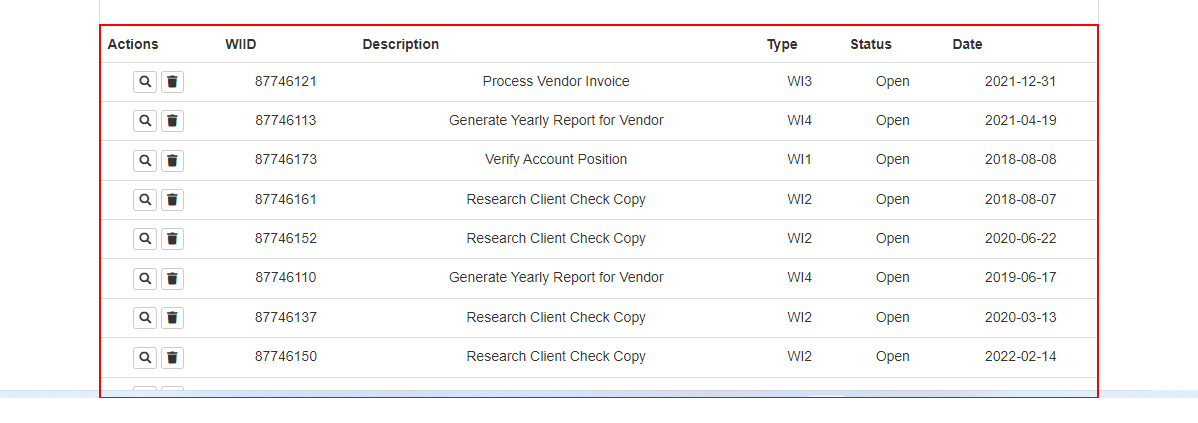 Actions WIID Description Type Status Date
87746121 Process Vendor Invoice WI3 Open 2021-12-31
87746113 Generate Yearly Report for Vendor WI4 Open 2021-04-19
87746173 Verify Account Position WI1 Open 2018-08-08
87746161 Research Client Check Copy WI2 Open 2018-08-07
87746152 Research Client Check Copy WI2 Open 2020-06-22
87746110 Generate Yearly Report for Vendor WI4 Open 2019-06-17
87746137 Research Client Check Copy WI2 Open 2020-03-13
87746150 Research Client Check Copy WI2 Open 2022-02-14